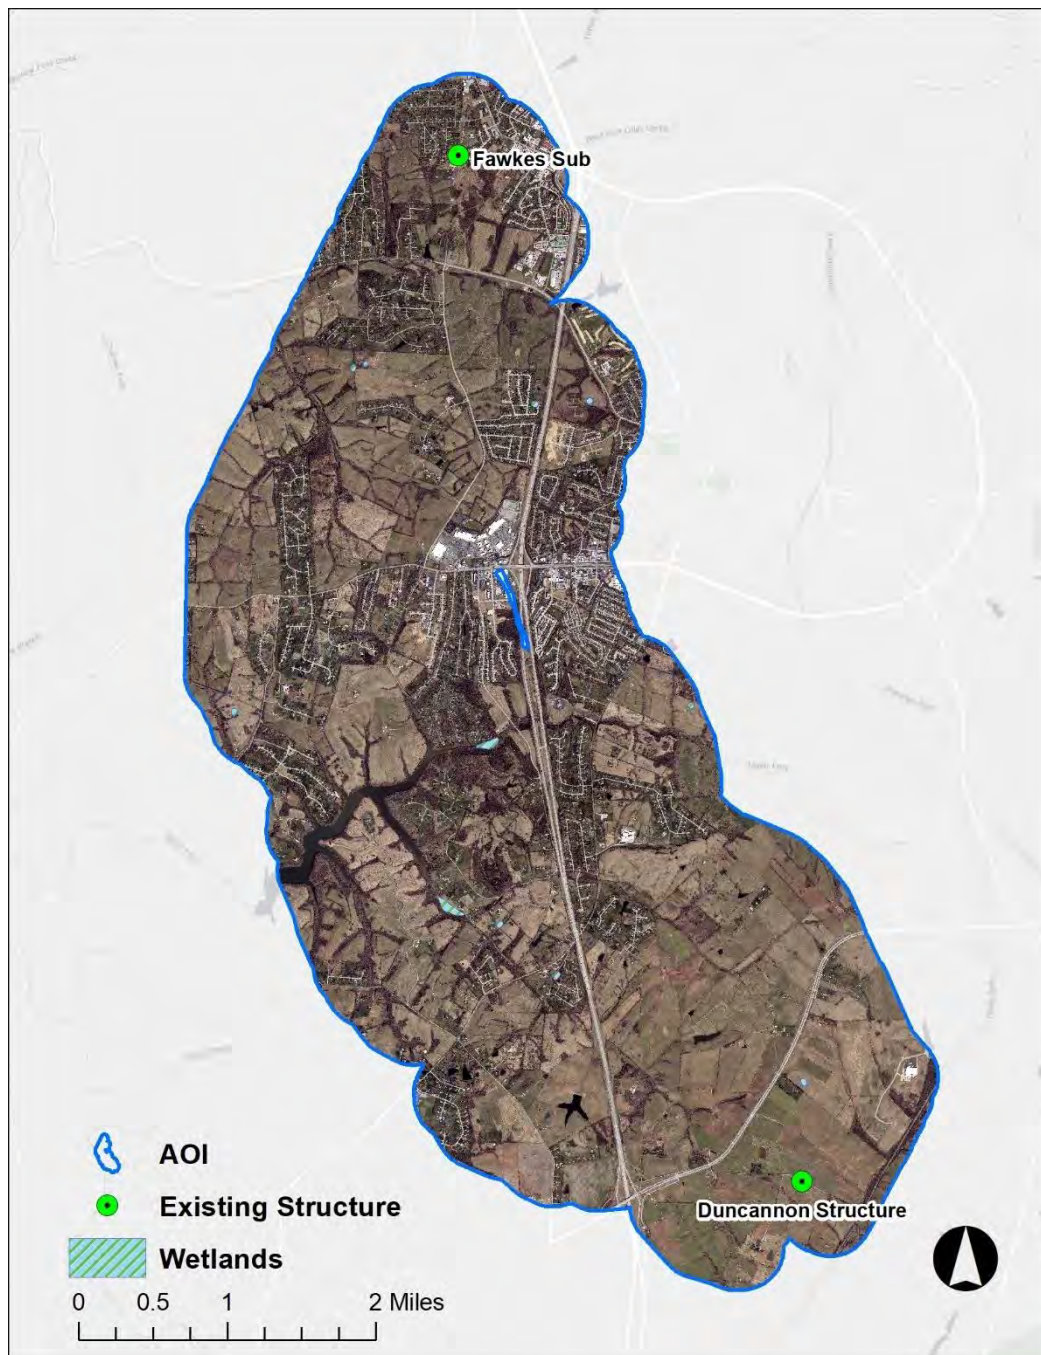 Fawkes Sub
Duncannon Structure
AOI
Existing Structure
Wetlands
0 0.5 1 2 Miles